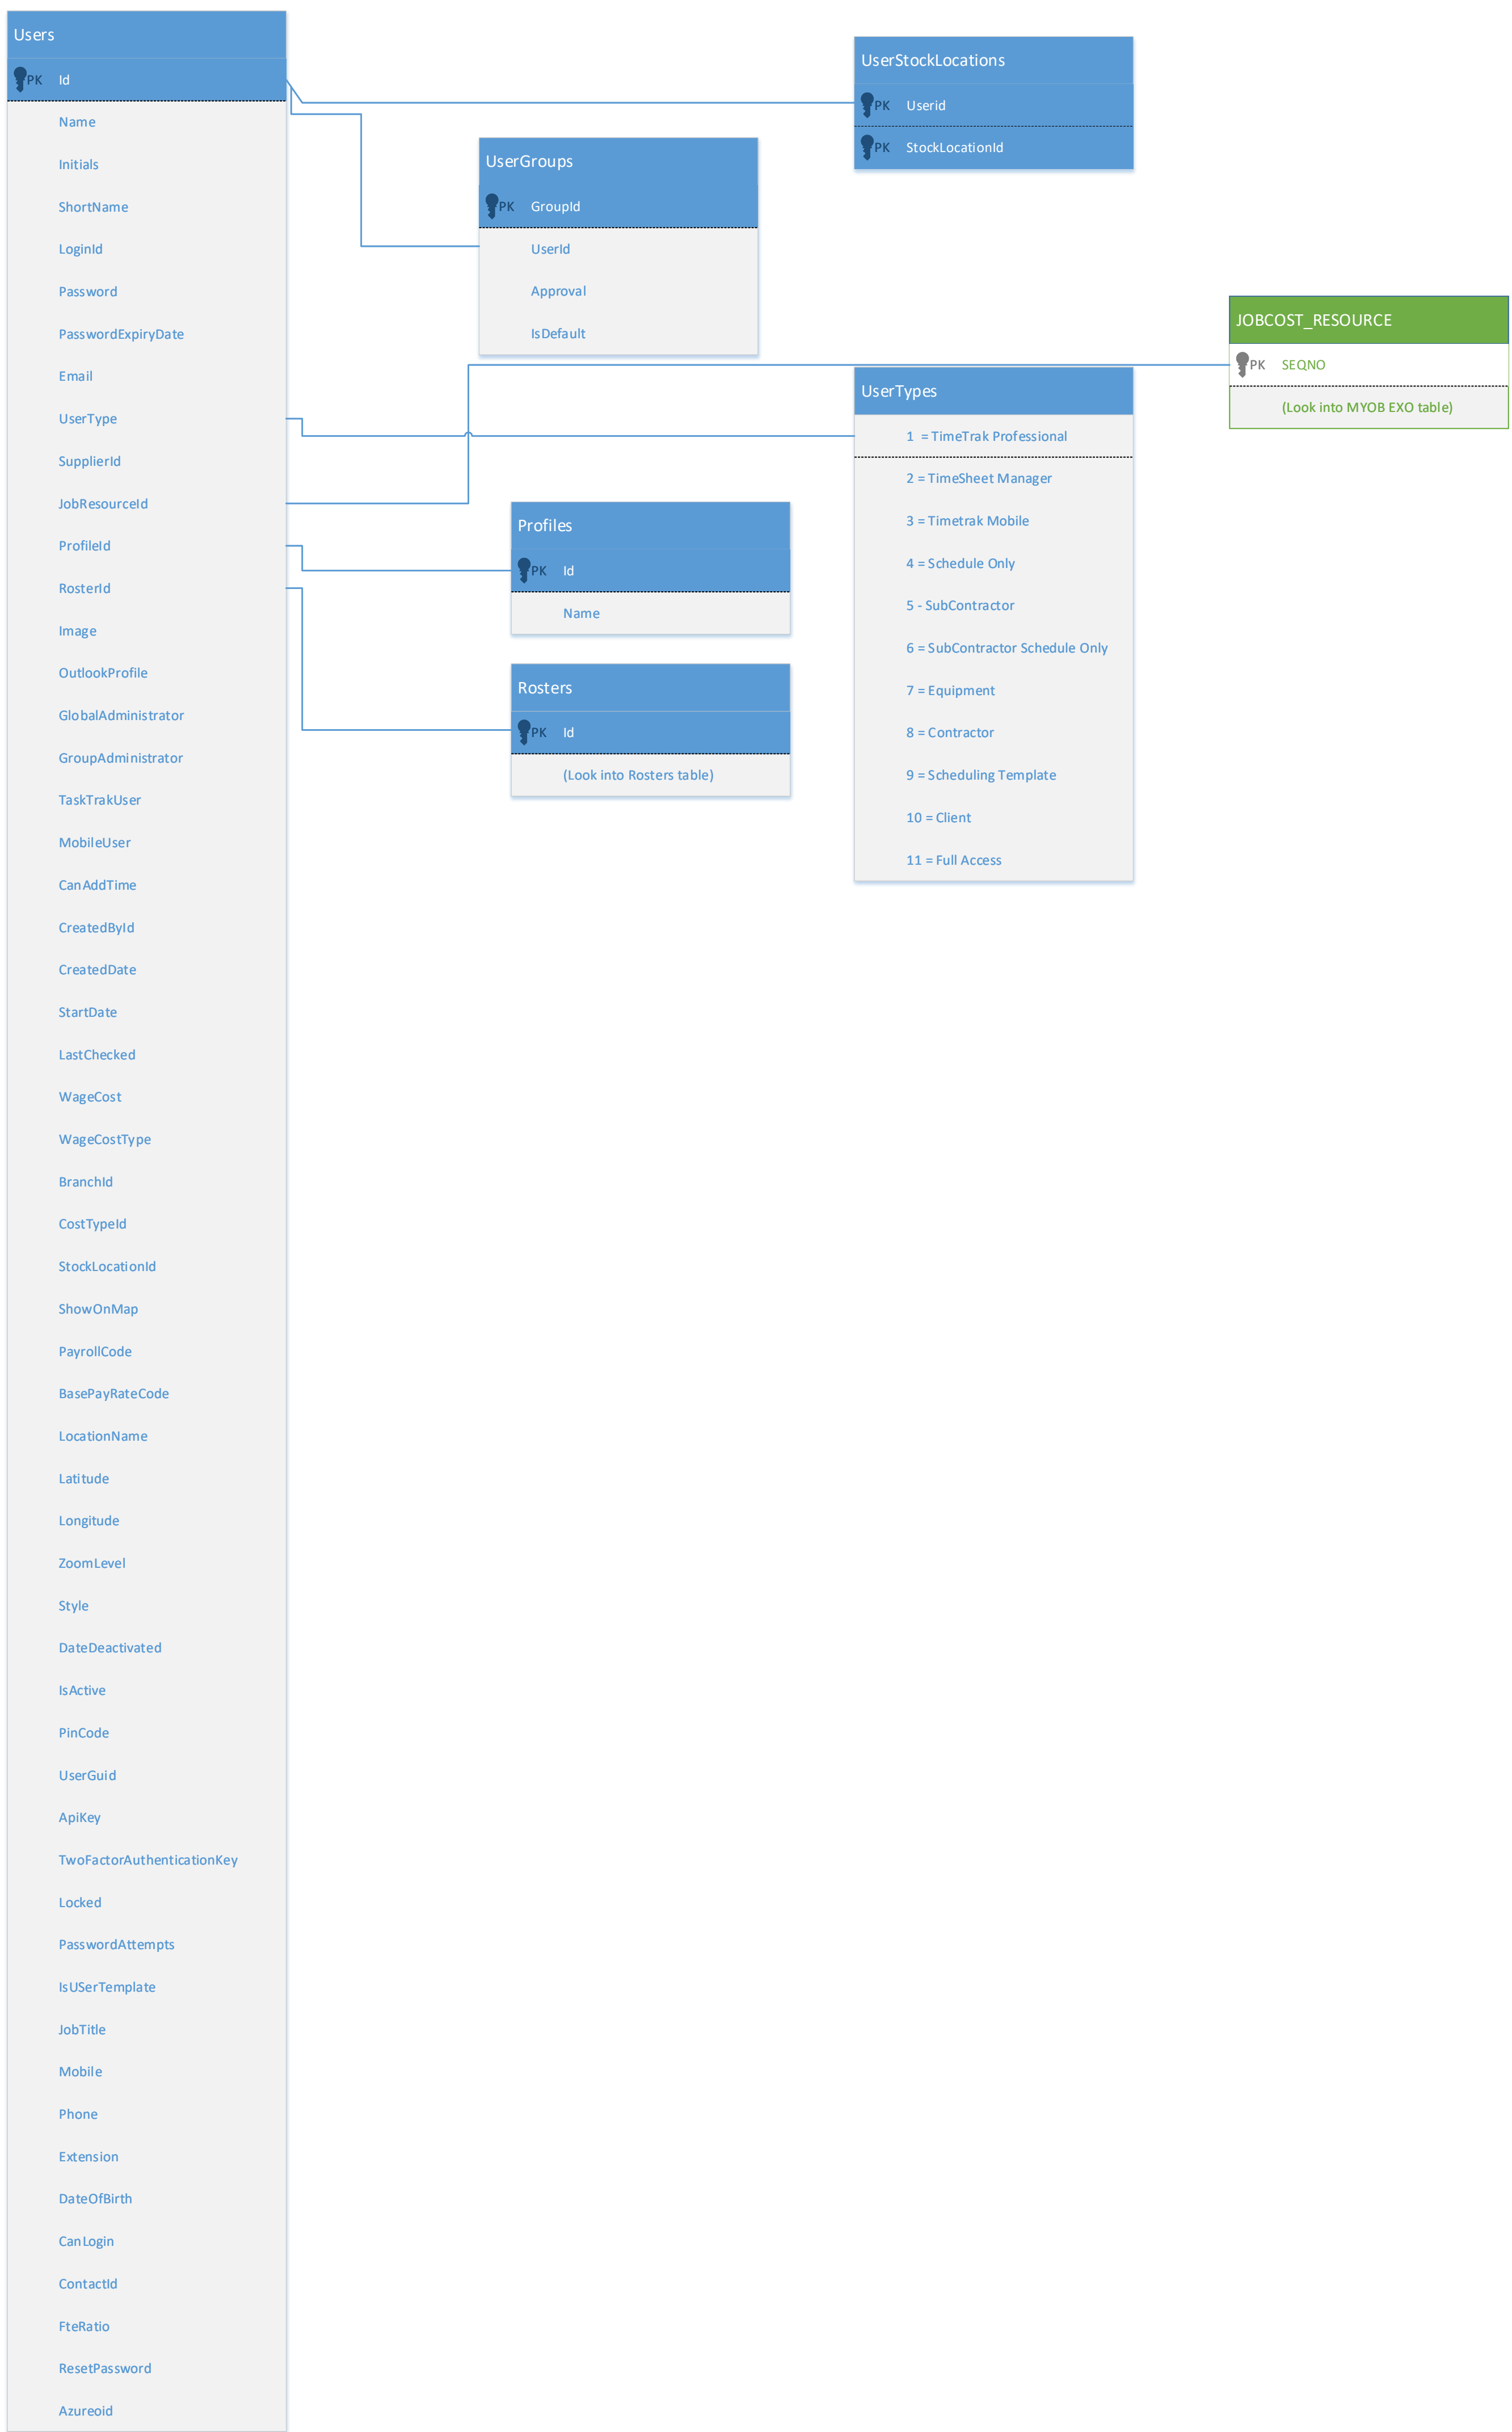 Users
PK Id
Name
Initials
ShortName
LoginId
Password
PasswordExpiryDate
Email
UserType
SupplierId
JobResourceId
ProfileId
RosterId
Image
OutlookProfile
GlobalAdministrator
GroupAdministrator
TaskTrakUser
MobileUser
CanAddTime
CreatedById
CreatedDate
StartDate
LastChecked
WageCost
WageCostType
BranchId
CostTypeId
StockLocationId
ShowOnMap
PayrollCode
BasePayRateCode
LocationName
Latitude
Longitude
ZoomLevel
Style
DateDeactivated
IsActive
PinCode
UserGuid
ApiKey
TwoFactorAuthenticationKey
Locked
PasswordAttempts
IsUSerTemplate
JobTitle
Mobile
Phone
Extension
DateOfBirth
CanLogin
ContactId
FteRatio
ResetPassword
Azureoid
UserGroups
PK GroupId
UserId
Approval
IsDefault
Profiles
PK Id
Name
Rosters
PK Id
(Look into Rosters table)
UserStockLocations
PK Userid
PK StockLocationId
UserTypes
1 = TimeTrak Professional
2 = TimeSheet Manager
3 = Timetrak Mobile
4 = Schedule Only
5 - SubContractor
6 = SubContractor Schedule Only
7 = Equipment
8 = Contractor
9 = Scheduling Template
10 = Client
11 = Full Access
JOBCOST_RESOURCE
PK SEQNO
(Look into MYOB EXO table)